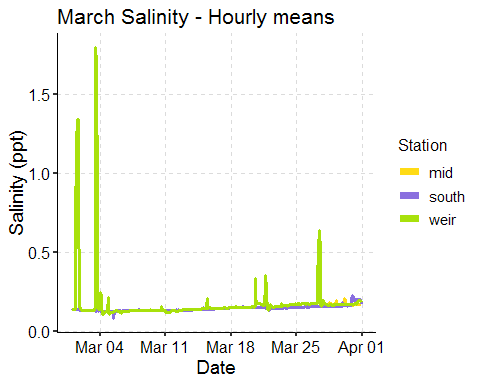 March Salinity - Hourly means
Salinity (ppt)
1.5
1.0
0.5
0.0
Mar 04 Mar 11 Mar 18 Mar 25 Apr 01
Date
Station
mid
south
weir